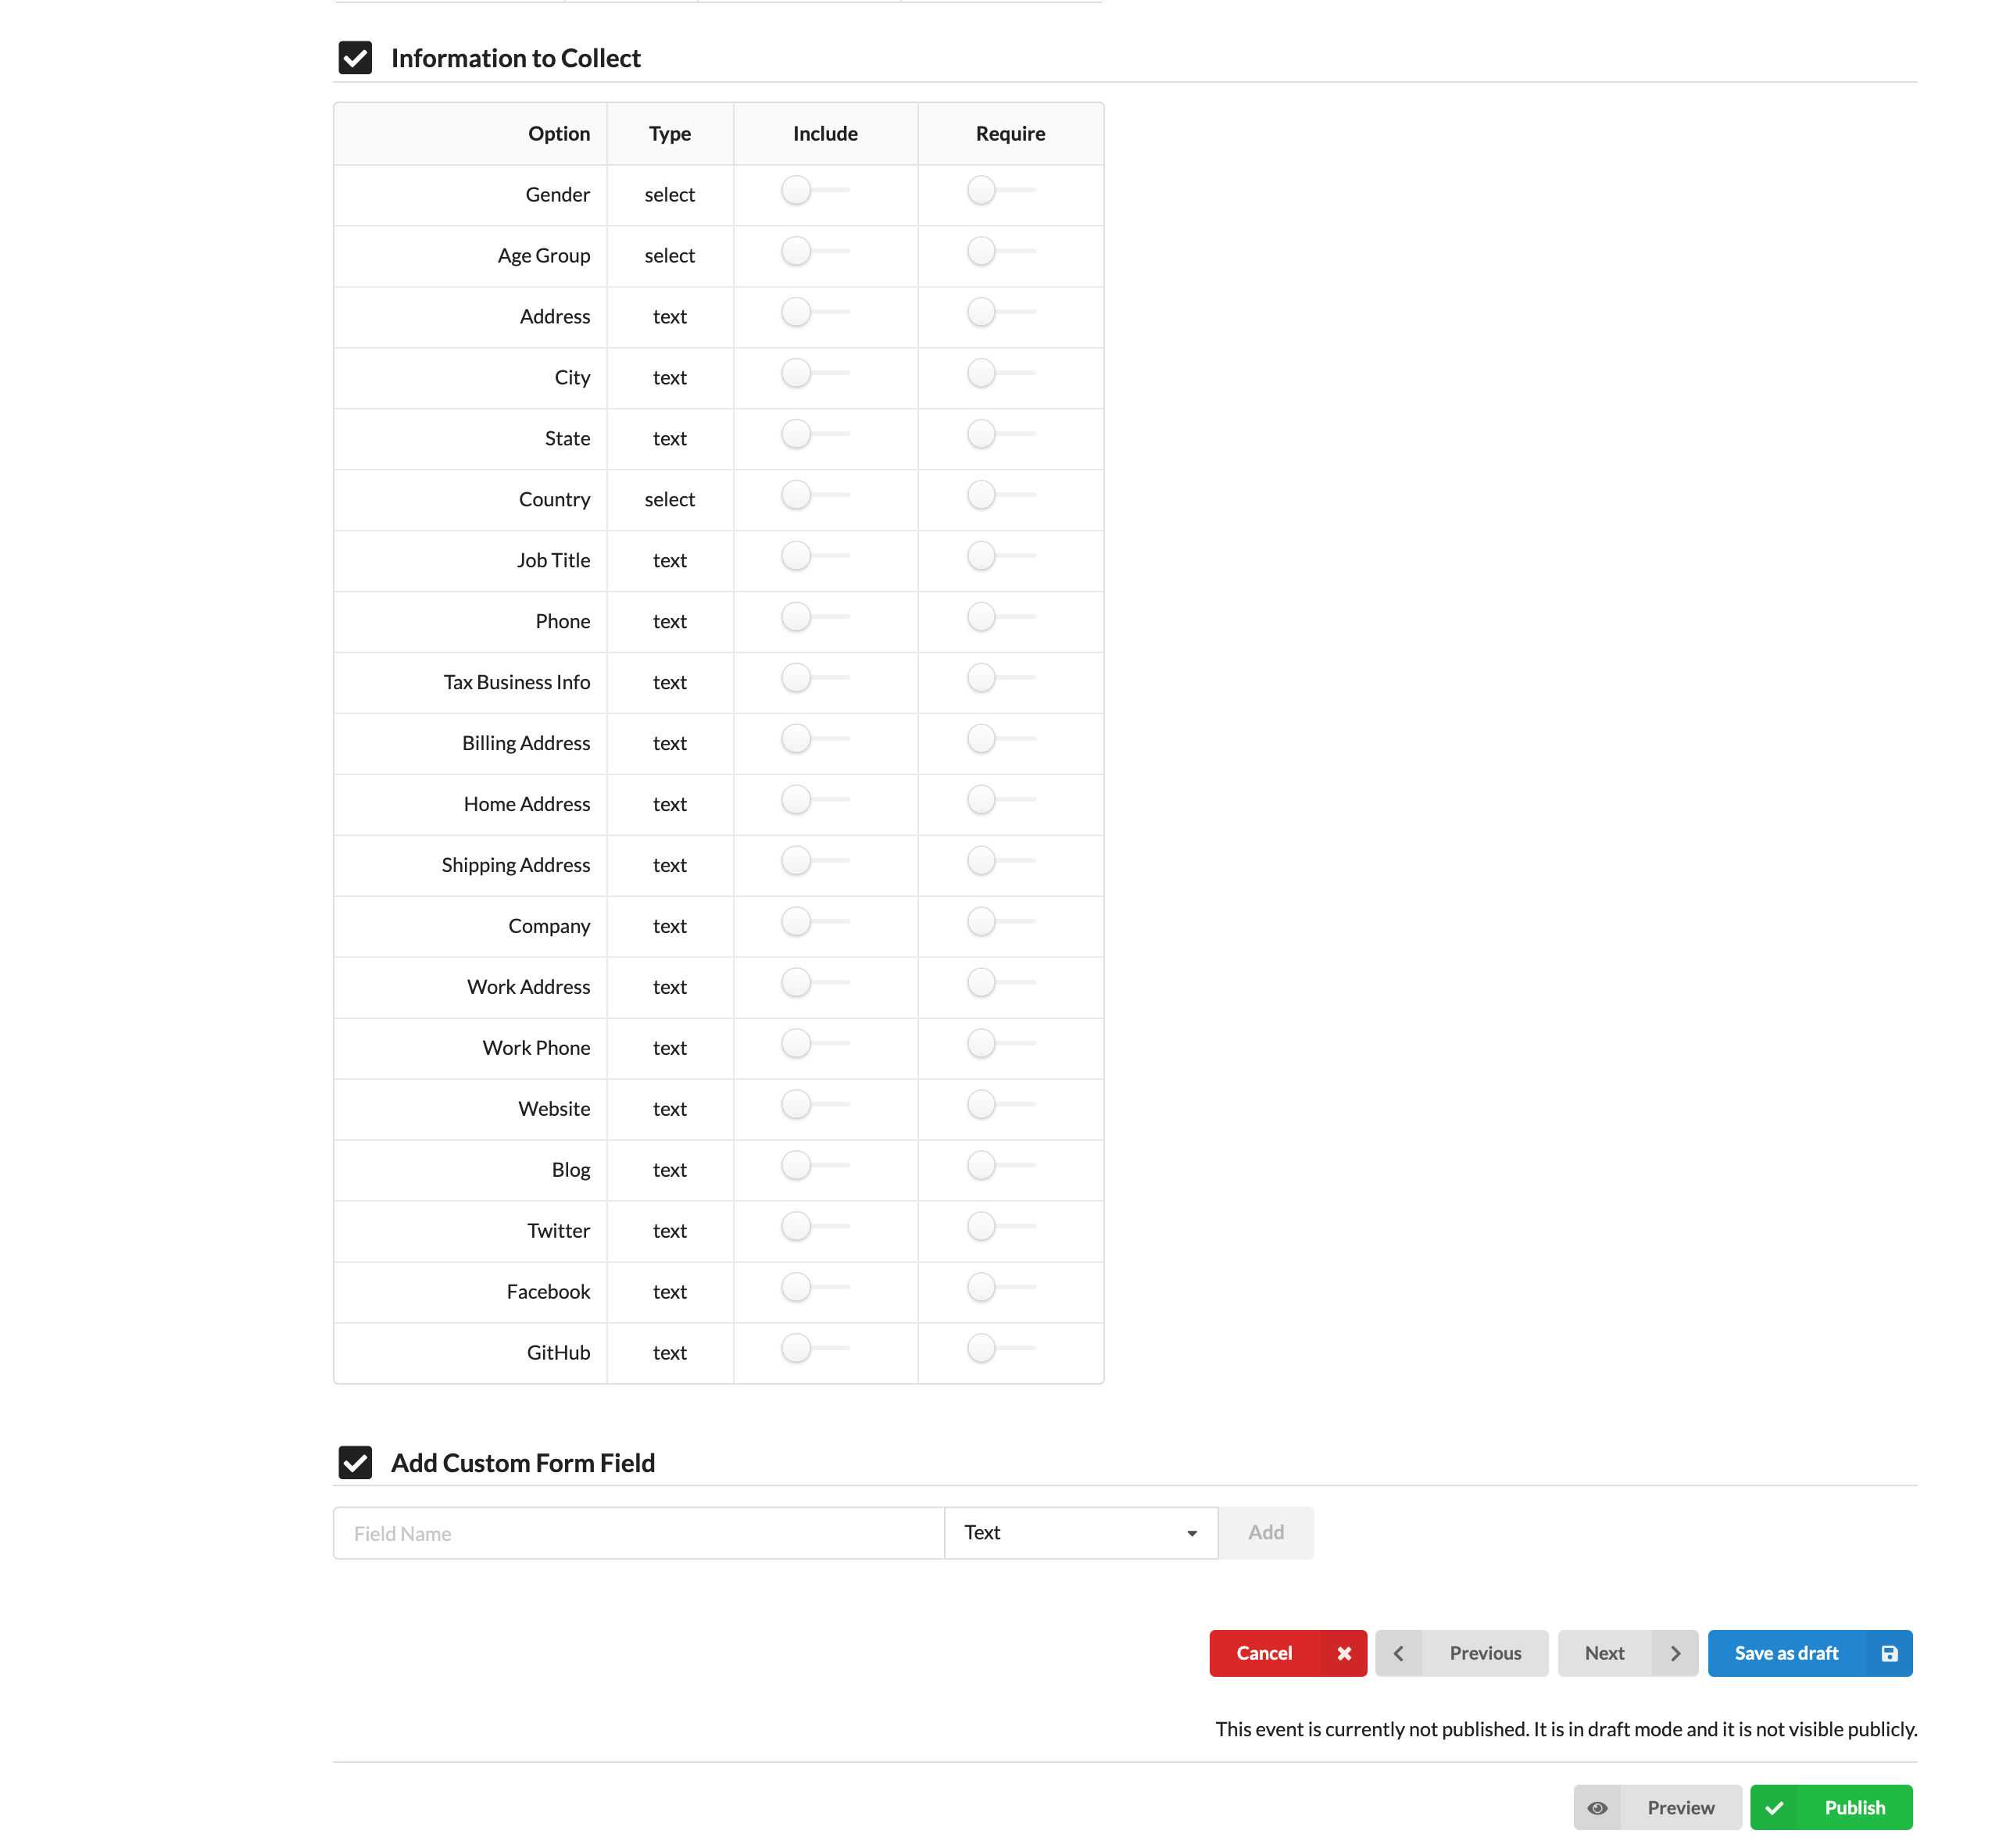 Information to Collect
Option Type Include Require
Gender select
Age Group select
Address text
City text
State text
Country select
Job Title text
Phone text
Tax Business Info text
Billing Address text
Home Address text
Shipping Address text
Company text
Work Address text
Work Phone text
Website text
Blog text
Twitter text
Facebook text
GitHub text
Add Custom Form Field
Field Name Text Add
Cancel Previous Next Save as draft
This event is currently not published. It is in draft mode and it is not visible publicly.
Preview Publish